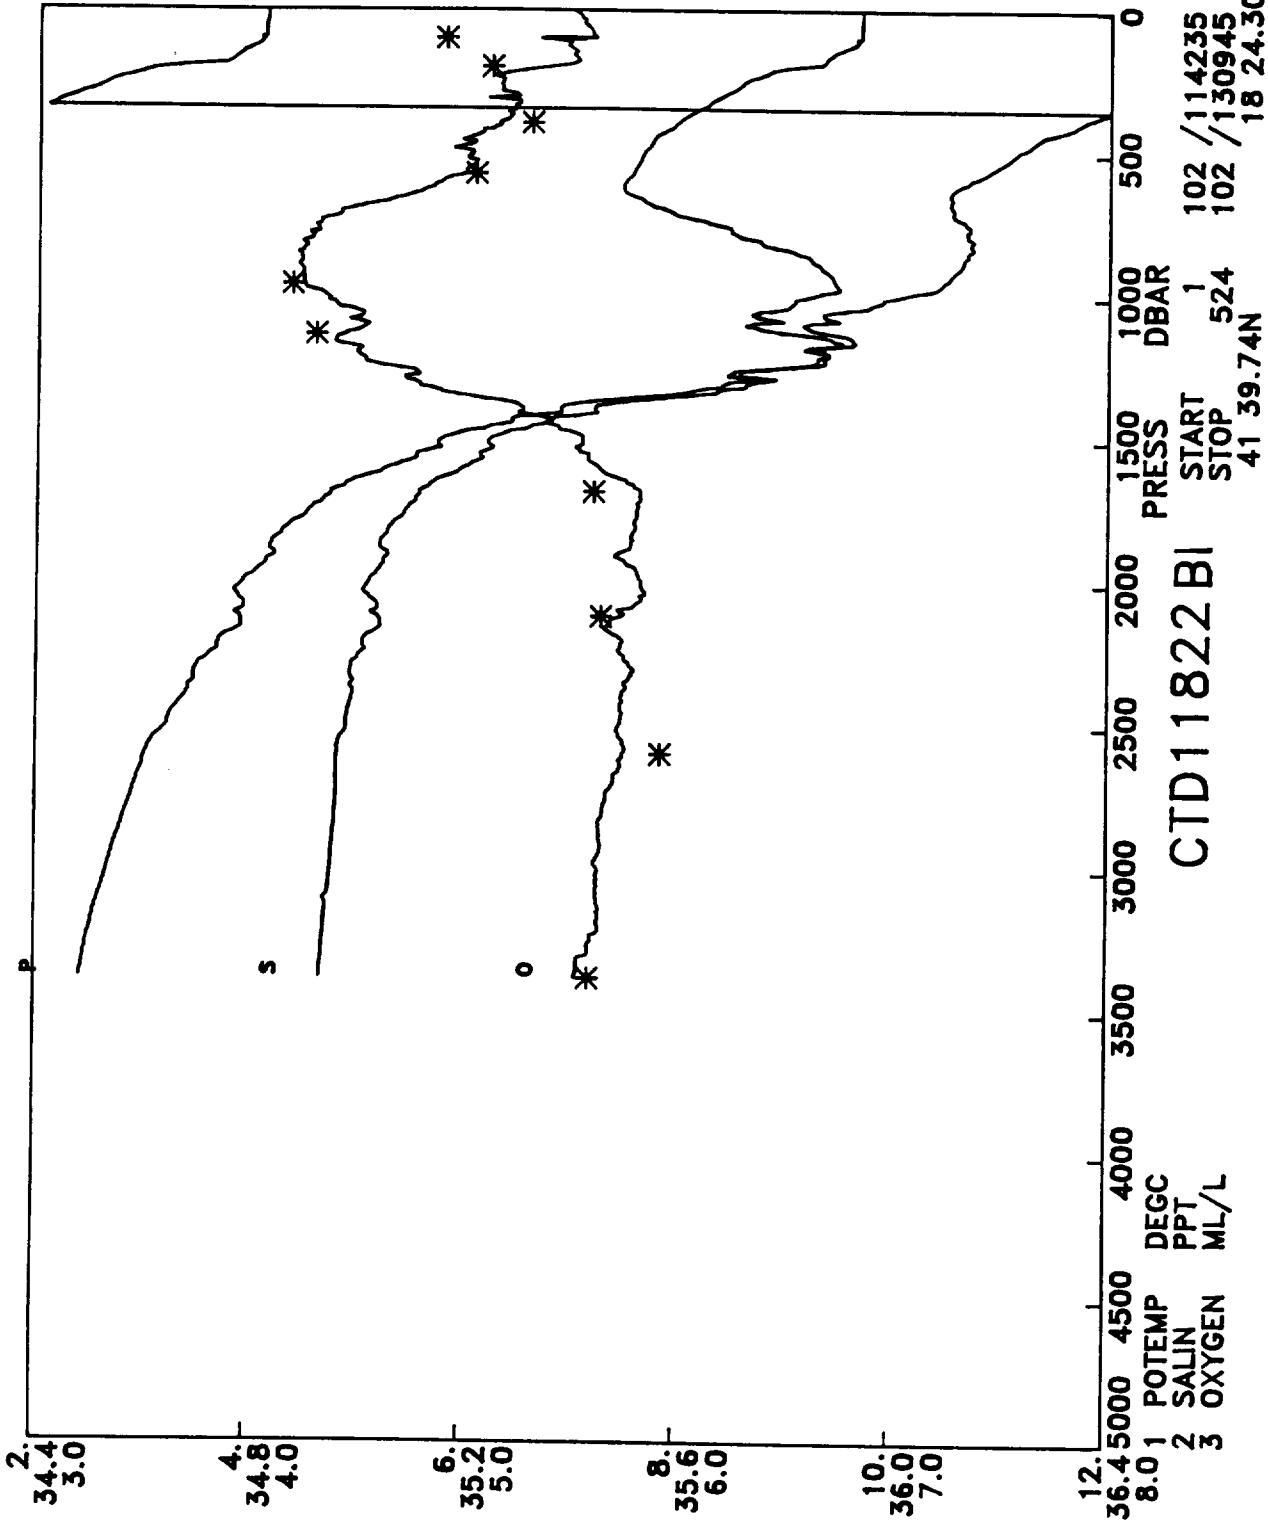 2. 4. 6. 8. 10. 12.
34.4 34.8 35.2 35.6 36.0 36.4
3.0 4.0 5.0 6.0 7.0 8.0
5000 4500 4000 3500 3000 2500 2000 1500 1000 500 0
1 POTEMP DEGC
2 SALIN PPT
3 OXYGEN ML/L
PRESS DBAR
CTD11822 BI
START 1 102 /114235
STOP 524 102 /130945
41 39.74N 18 24.30
P
S
O